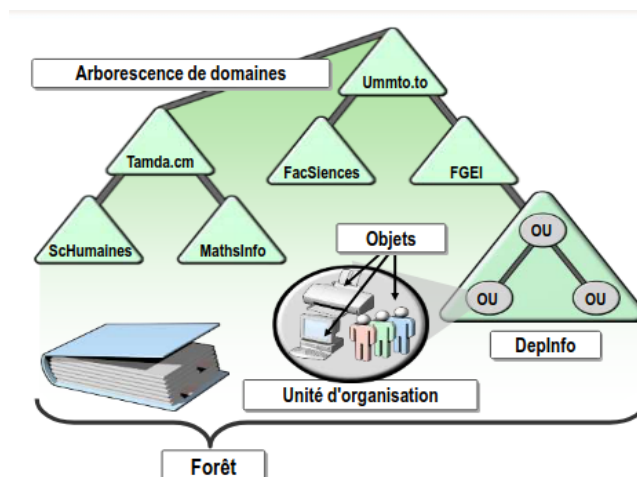 Arborescence de domaines
Ummto.to
Tamda.cm
FacSiences
FGEI
ScHumaines
MathsInfo
Objets
OU
OU
OU
DepInfo
Unité d'organisation
Forêt